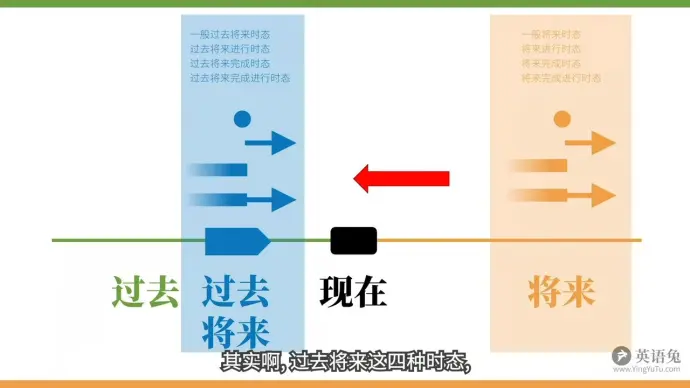 一般过去将来时态
过去将来进行时态
过去将来完成时态
过去将来完成进行时态
一般将来时态
将来进行时态
将来完成时态
将来完成进行时态
过去
过去
将来
现在
将来
其实啊, 过去将来这四种时态,
英语兔
www.YingYuTu.com